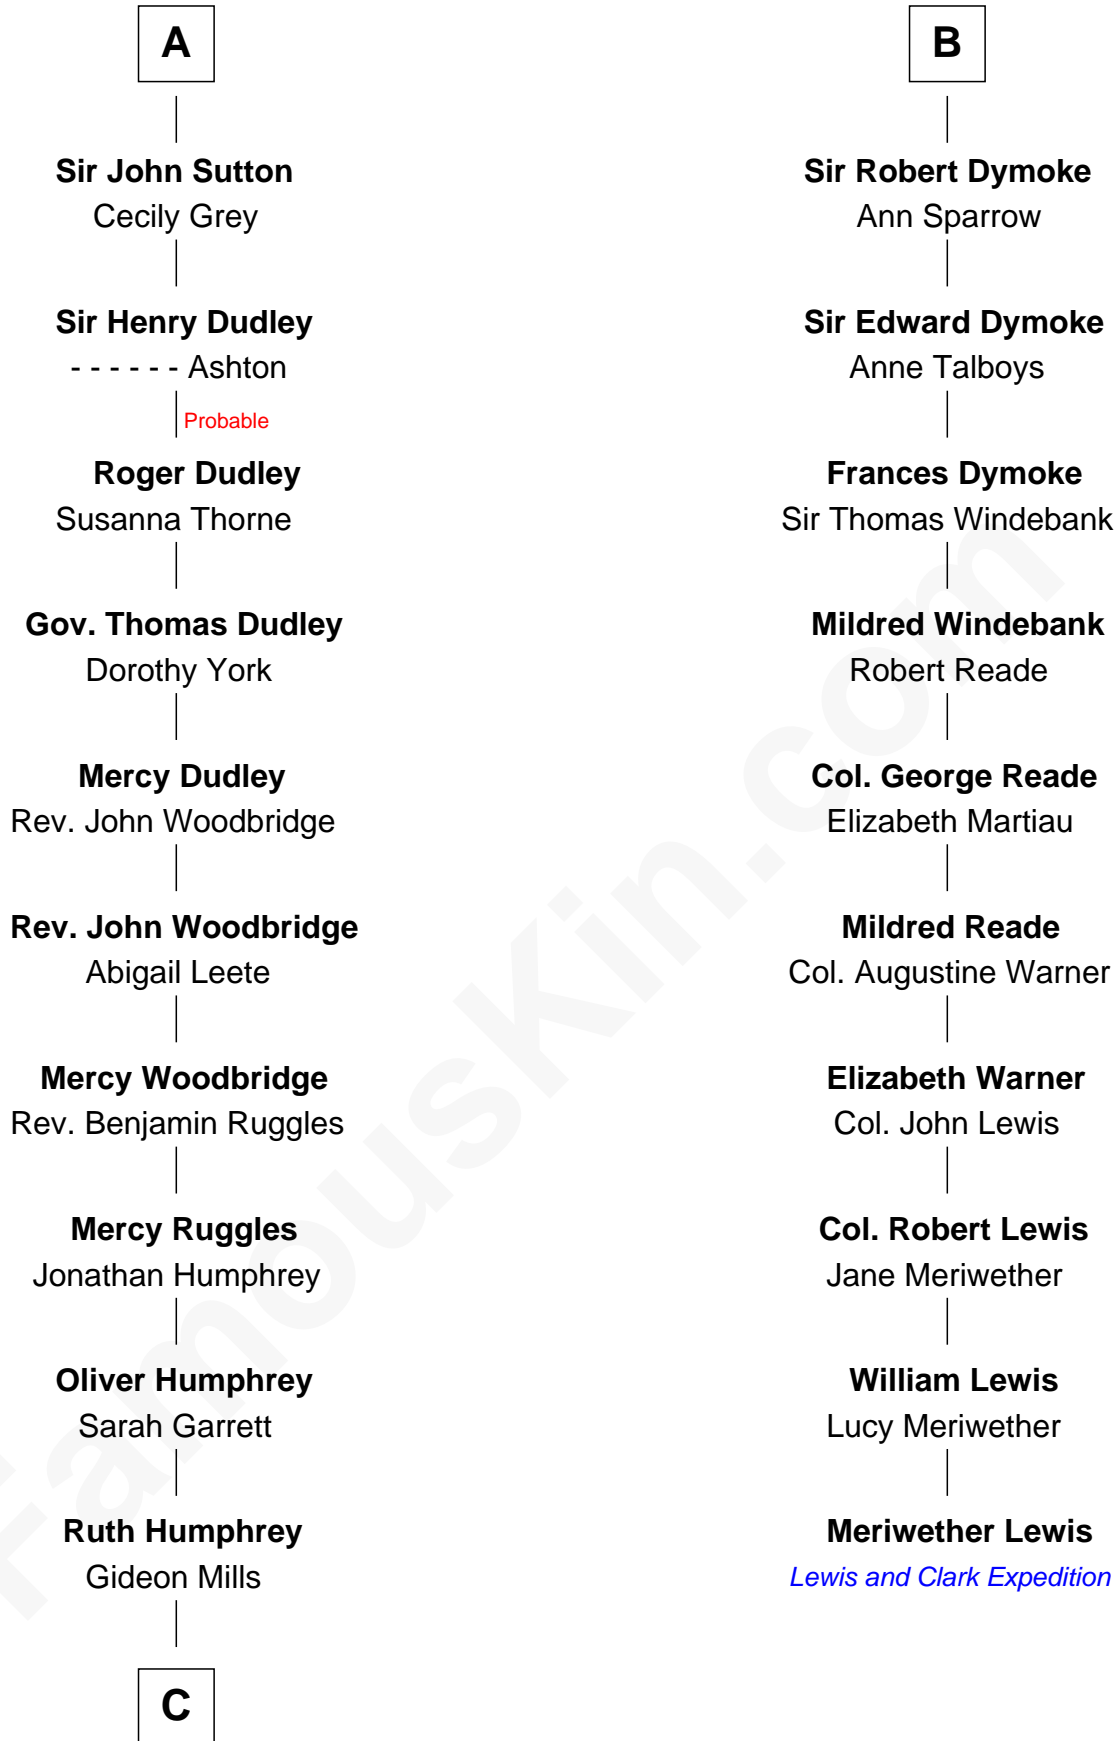 A
Sir John Sutton
Cecily Grey
Sir Henry Dudley
- - - - - - Ashton
Probable
Roger Dudley
Susanna Thorne
Gov. Thomas Dudley
Dorothy York
Mercy Dudley
Rev. John Woodbridge
Rev. John Woodbridge
Abigail Leete
Mercy Woodbridge
Rev. Benjamin Ruggles
Mercy Ruggles
Jonathan Humphrey
Oliver Humphrey
Sarah Garrett
Ruth Humphrey
Gideon Mills
C
B
Sir Robert Dymoke
Ann Sparrow
Sir Edward Dymoke
Anne Talboys
Frances Dymoke
Sir Thomas Windebank
Mildred Windebank
Robert Reade
Col. George Reade
Elizabeth Martiau
Mildred Reade
Col. Augustine Warner
Elizabeth Warner
Col. John Lewis
Col. Robert Lewis
Jane Meriwether
William Lewis
Lucy Meriwether
Meriwether Lewis
Lewis and Clark Expedition
FamousKin.com